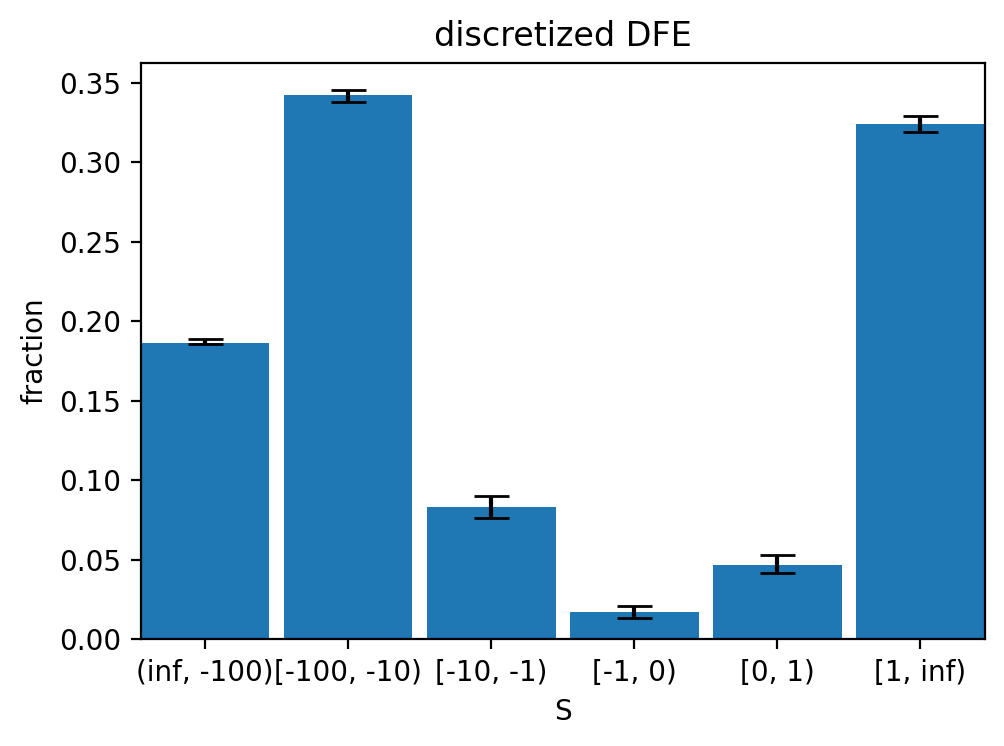 discretized DFE
0.35
0.30
0.25
0.20
0.15
0.10
0.05
0.00
fraction
(inf, -100) [-100, -10) [-10, -1) [-1, 0) [0, 1) [1, inf)
S